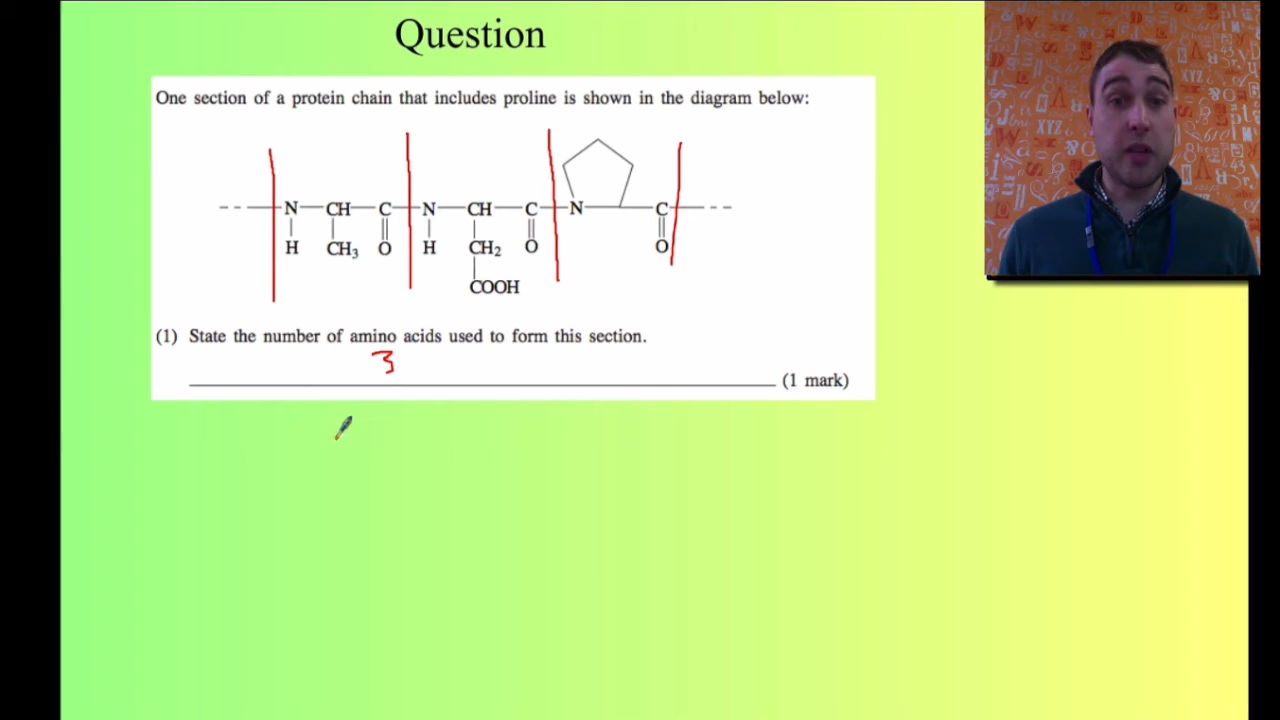 Question
One section of a protein chain that includes proline is shown in the diagram below:
N CH C N CH C N C
H CH₃ O H CH₂ O O
COOH
(1) State the number of amino acids used to form this section.
3
(1 mark)